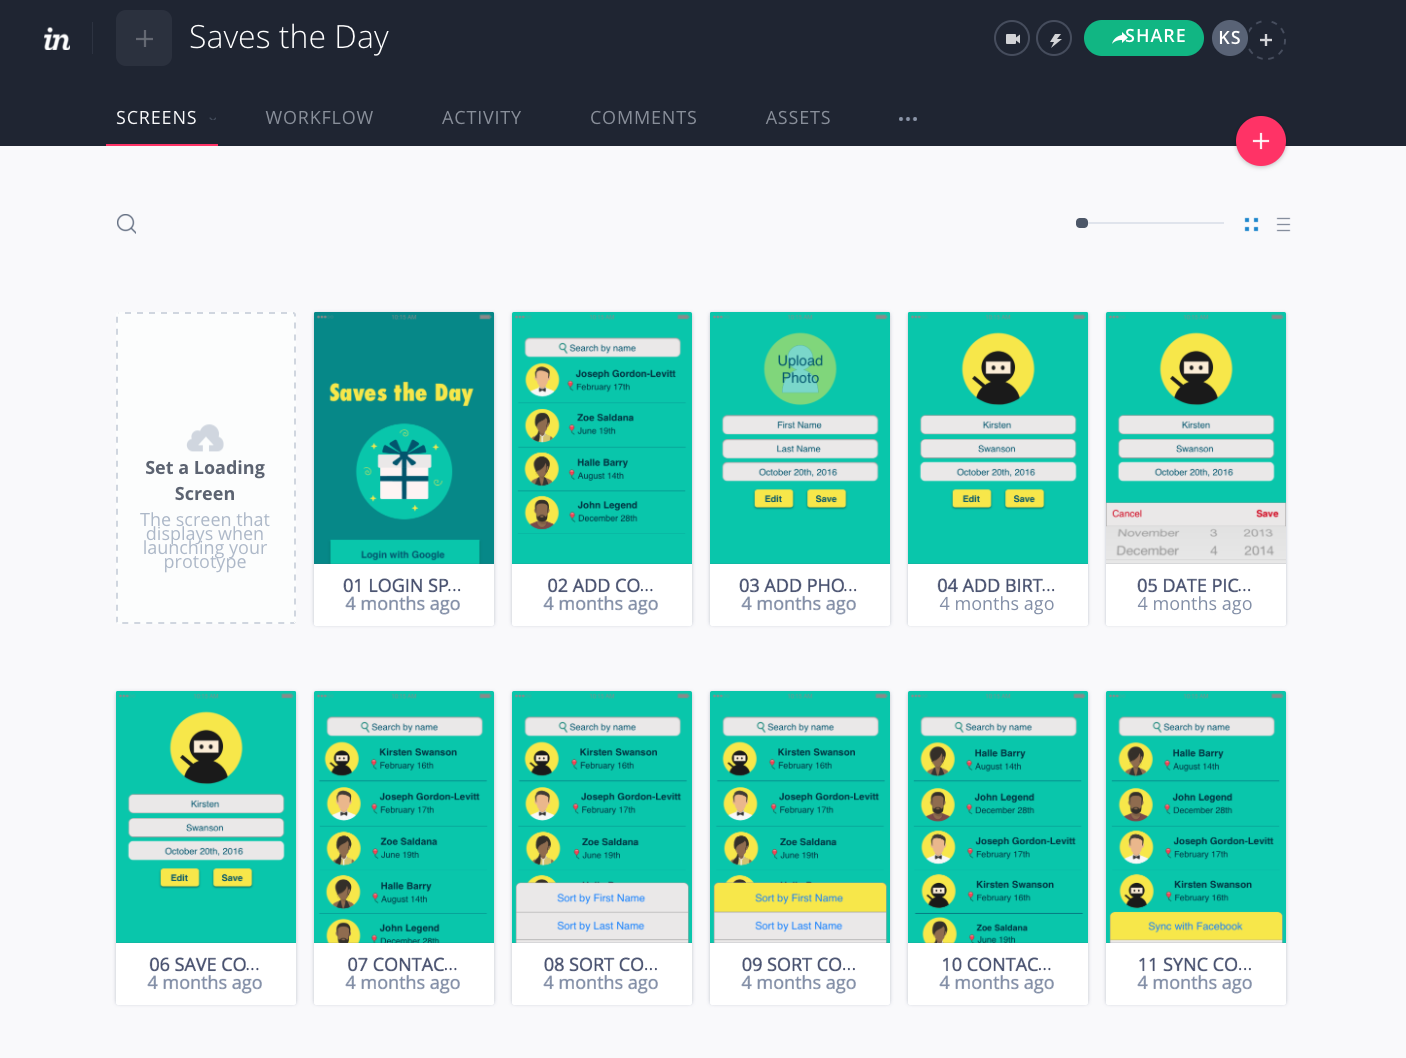 in
Saves the Day
SHARE
KS
SCREENS
WORKFLOW
ACTIVITY
COMMENTS
ASSETS
Set a Loading
Screen
The screen that
displays when
launching your
prototype
Saves the Day
Login with Google
01 LOGIN SP...
4 months ago
Search by name
Joseph Gordon-Levitt
February 17th
Zoe Saldana
June 19th
Halle Barry
August 14th
John Legend
December 28th
02 ADD CO...
4 months ago
Upload
Photo
First Name
Last Name
October 20th, 2016
Edit
Save
03 ADD PHO...
4 months ago
Kirsten
Swanson
October 20th, 2016
Edit
Save
04 ADD BIRT...
4 months ago
Kirsten
Swanson
October 20th, 2016
Cancel
Save
November 3 2013
December 4 2014
05 DATE PIC...
4 months ago
Kirsten
Swanson
October 20th, 2016
Edit
Save
06 SAVE CO...
4 months ago
Search by name
Kirsten Swanson
February 16th
Joseph Gordon-Levitt
February 17th
Zoe Saldana
June 19th
Halle Barry
August 14th
John Legend
December 28th
07 CONTAC...
4 months ago
Search by name
Kirsten Swanson
February 16th
Joseph Gordon-Levitt
February 17th
Zoe Saldana
June 19th
Sort by First Name
Sort by Last Name
08 SORT CO...
4 months ago
Search by name
Kirsten Swanson
February 16th
Joseph Gordon-Levitt
February 17th
Zoe Saldana
June 19th
Sort by First Name
Sort by Last Name
09 SORT CO...
4 months ago
Search by name
Halle Barry
August 14th
John Legend
December 28th
Joseph Gordon-Levitt
February 17th
Kirsten Swanson
February 16th
Zoe Saldana
June 19th
10 CONTAC...
4 months ago
Search by name
Halle Barry
August 14th
John Legend
December 28th
Joseph Gordon-Levitt
February 17th
Kirsten Swanson
February 16th
Sync with Facebook
11 SYNC CO...
4 months ago